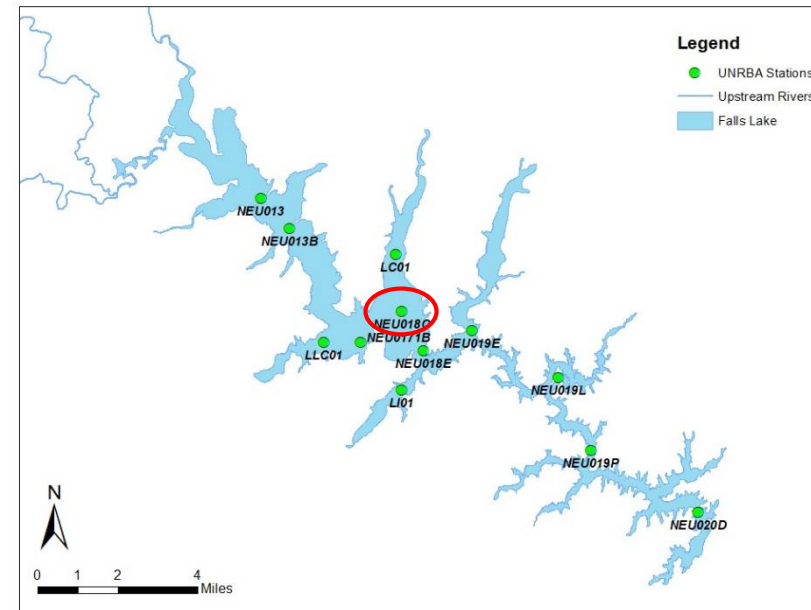 Legend
UNRBA Stations
Upstream Rivers
Falls Lake
NEU013
NEU013B
LC01
NEU018C
NEU0171B
LLC01
NEU018E
NEU019E
LI01
NEU019L
NEU019P
NEU020D
N
0 1 2 4
Miles